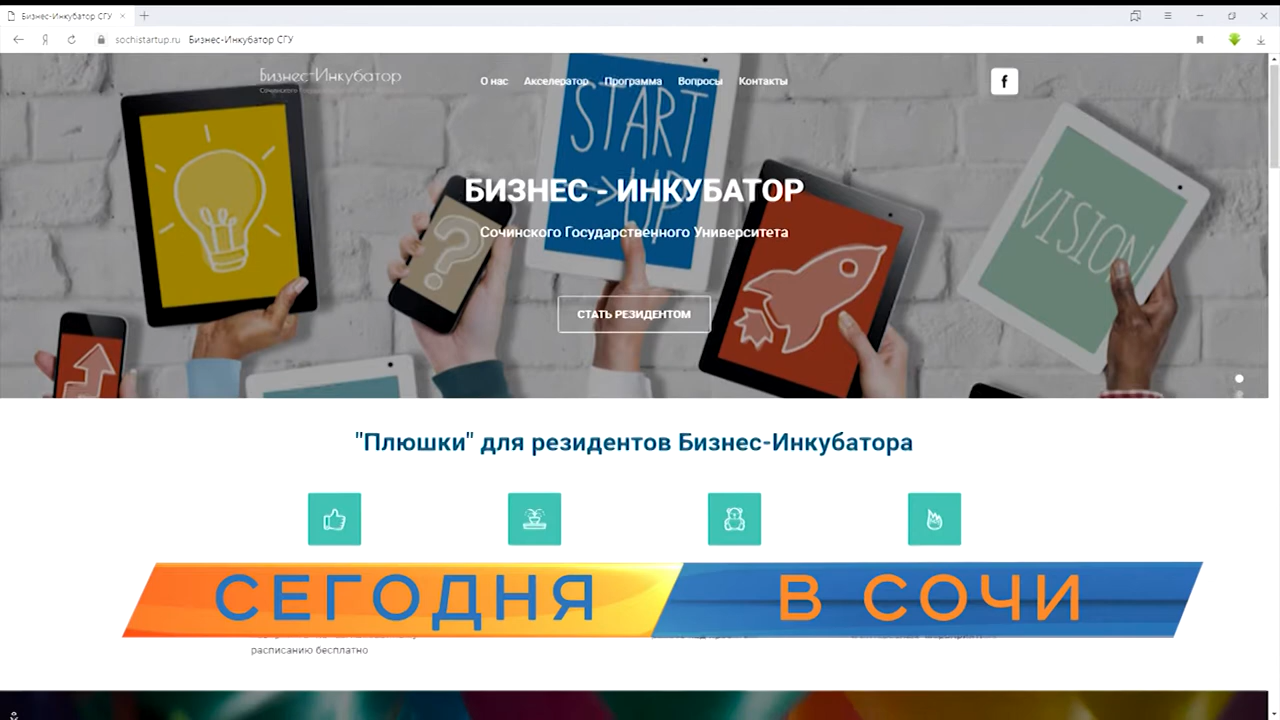 Бизнес-Инкубатор СГУ
sochistartup.ru Бизнес-Инкубатор СГУ
Бизнес-Инкубатор
О нас Акселератор Программа Вопросы Контакты
f
START
>UP
VISION
?
БИЗНЕС - ИНКУБАТОР
Сочинского Государственного Университета
СТАТЬ РЕЗИДЕНТОМ
"Плюшки" для резидентов Бизнес-Инкубатора
СЕГОДНЯ В СОЧИ
расписанию бесплатно